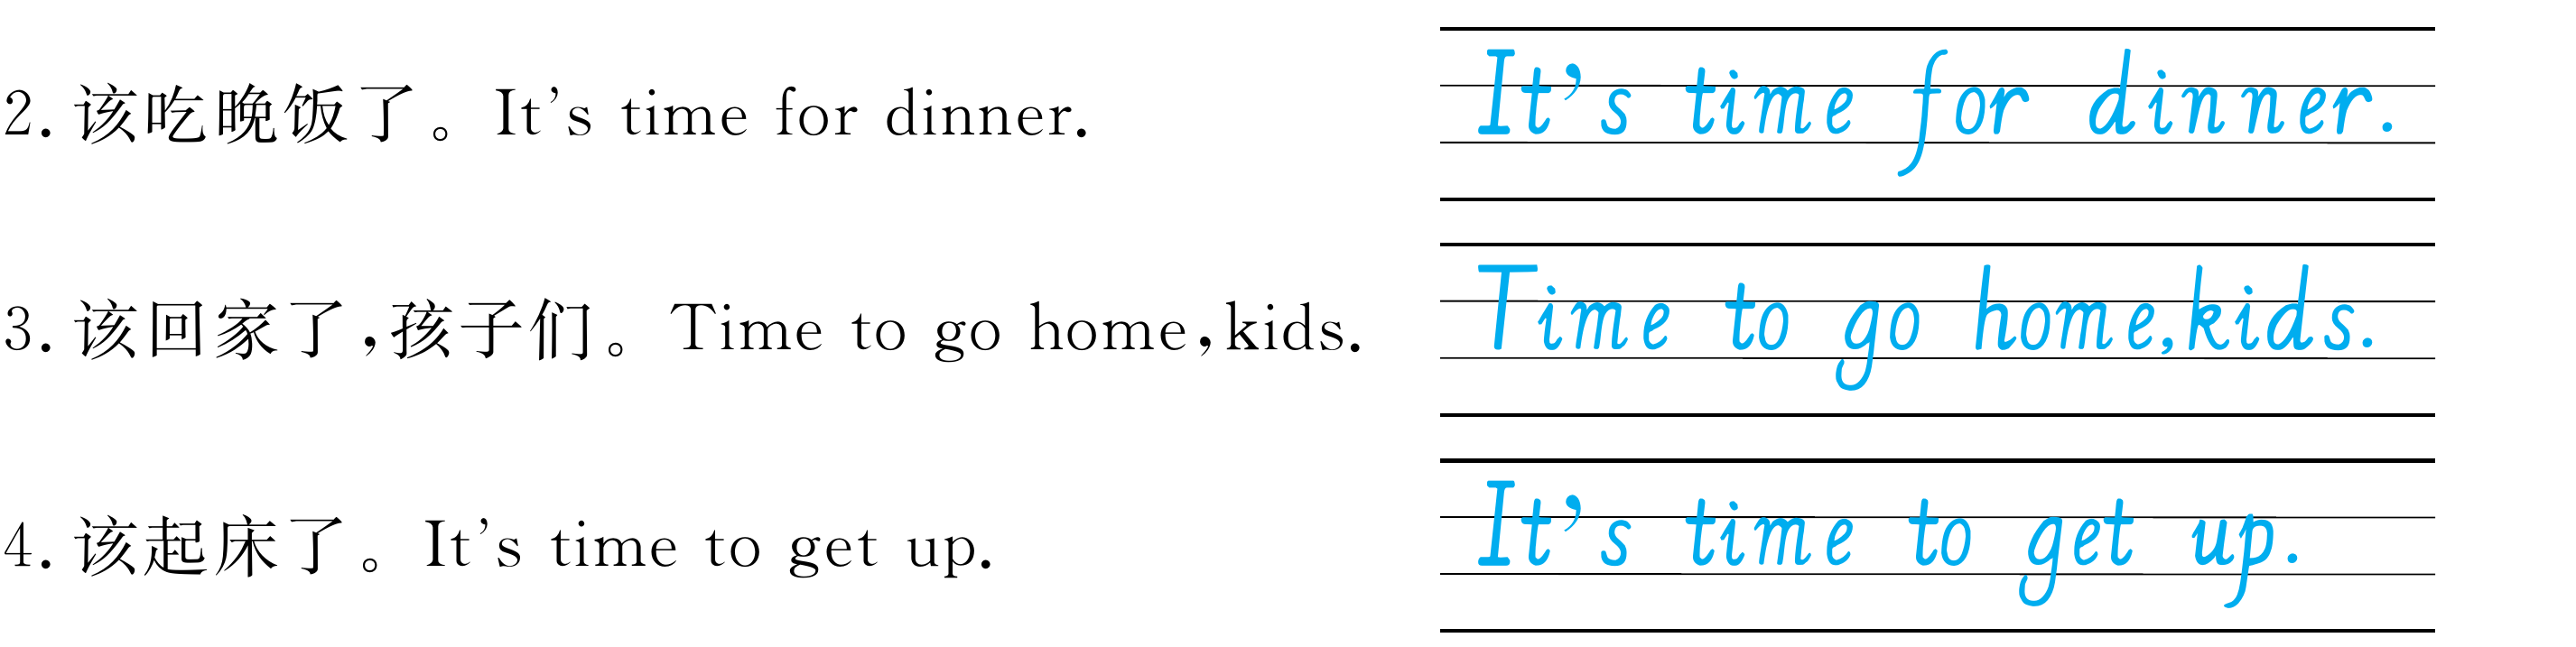 2. 该吃晚饭了。It's time for dinner. It's time for dinner.
3. 该回家了,孩子们。Time to go home,kids. Time to go home,kids.
4. 该起床了。It's time to get up. It's time to get up.